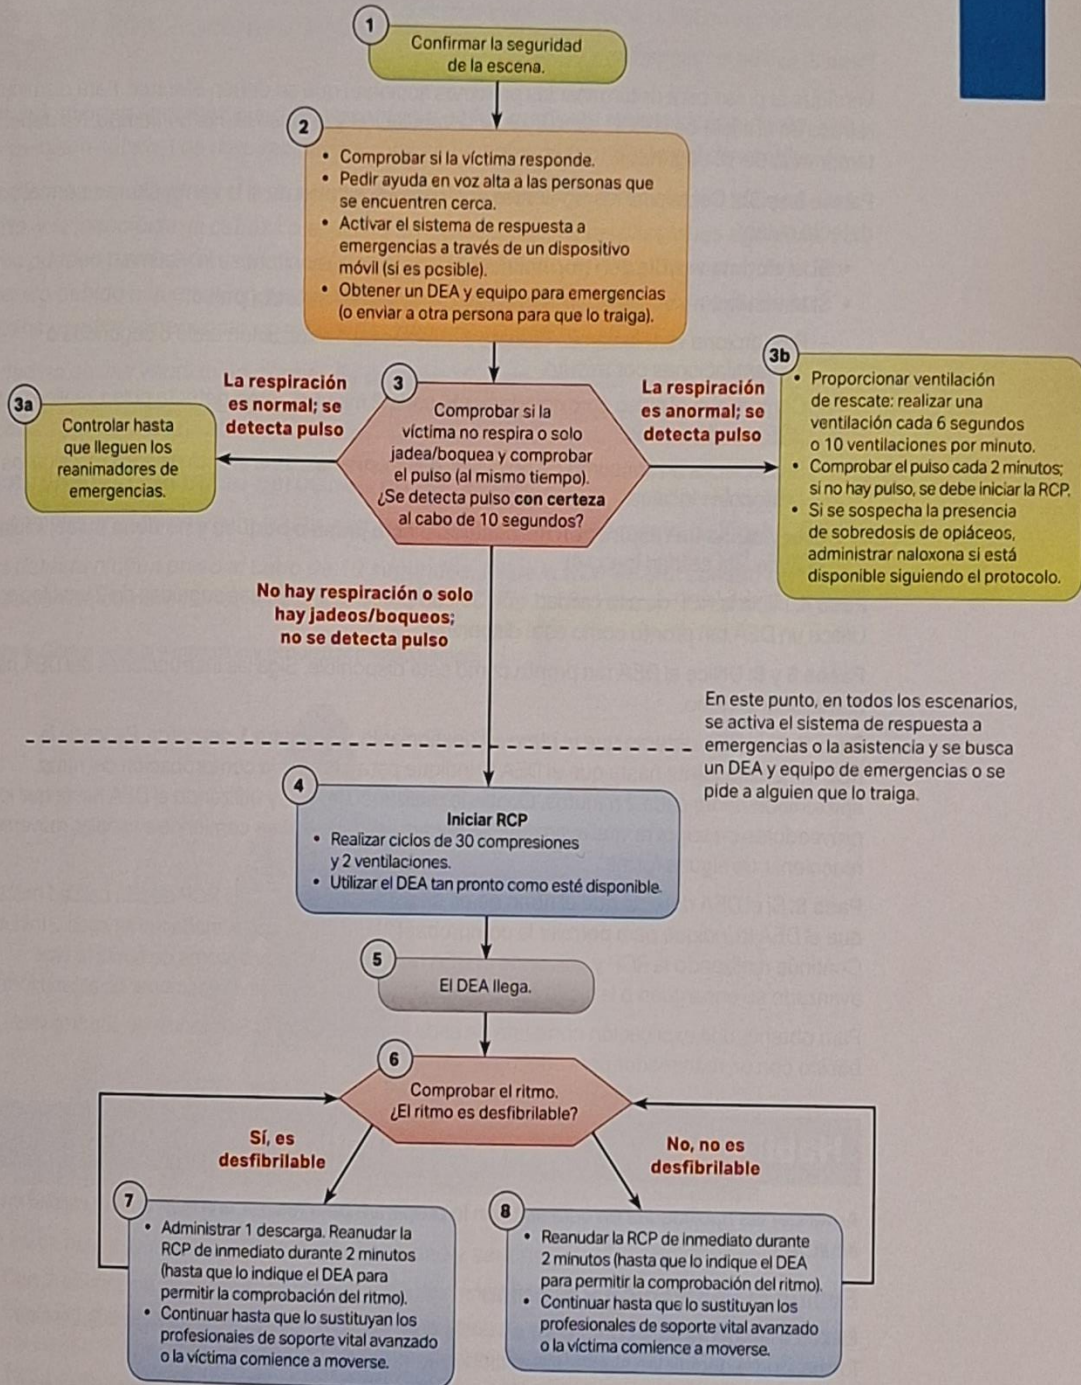 1
Confirmar la seguridad
de la escena.
2
• Comprobar si la víctima responde.
• Pedir ayuda en voz alta a las personas que
se encuentren cerca.
• Activar el sistema de respuesta a
emergencias a través de un dispositivo
móvil (si es posible).
• Obtener un DEA y equipo para emergencias
(o enviar a otra persona para que lo traiga).
3a
Controlar hasta
que lleguen los
reanimadores de
emergencias.
La respiración
es normal; se
detecta pulso
3
Comprobar si la
víctima no respira o solo
jadea/boquea y comprobar
el pulso (al mismo tiempo).
¿Se detecta pulso con certeza
al cabo de 10 segundos?
La respiración
es anormal; se
detecta pulso
3b
• Proporcionar ventilación
de rescate: realizar una
ventilación cada 6 segundos
o 10 ventilaciones por minuto.
• Comprobar el pulso cada 2 minutos;
si no hay pulso, se debe iniciar la RCP.
• Si se sospecha la presencia
de sobredosis de opiáceos,
administrar naloxona si está
disponible siguiendo el protocolo.
No hay respiración o solo
hay jadeos/boqueos;
no se detecta pulso
En este punto, en todos los escenarios,
se activa el sistema de respuesta a
emergencias o la asistencia y se busca
un DEA y equipo de emergencias o se
pide a alguien que lo traiga.
4
Iniciar RCP
• Realizar ciclos de 30 compresiones
y 2 ventilaciones.
• Utilizar el DEA tan pronto como esté disponible.
5
El DEA llega.
6
Comprobar el ritmo.
¿El ritmo es desfibrilable?
Sí, es
desfibrilable
No, no es
desfibrilable
7
• Administrar 1 descarga. Reanudar la
RCP de inmediato durante 2 minutos
(hasta que lo indique el DEA para
permitir la comprobación del ritmo).
• Continuar hasta que lo sustituyan los
profesionales de soporte vital avanzado
o la víctima comience a moverse.
8
• Reanudar la RCP de inmediato durante
2 minutos (hasta que lo indique el DEA
para permitir la comprobación del ritmo).
• Continuar hasta que lo sustituyan los
profesionales de soporte vital avanzado
o la víctima comience a moverse.